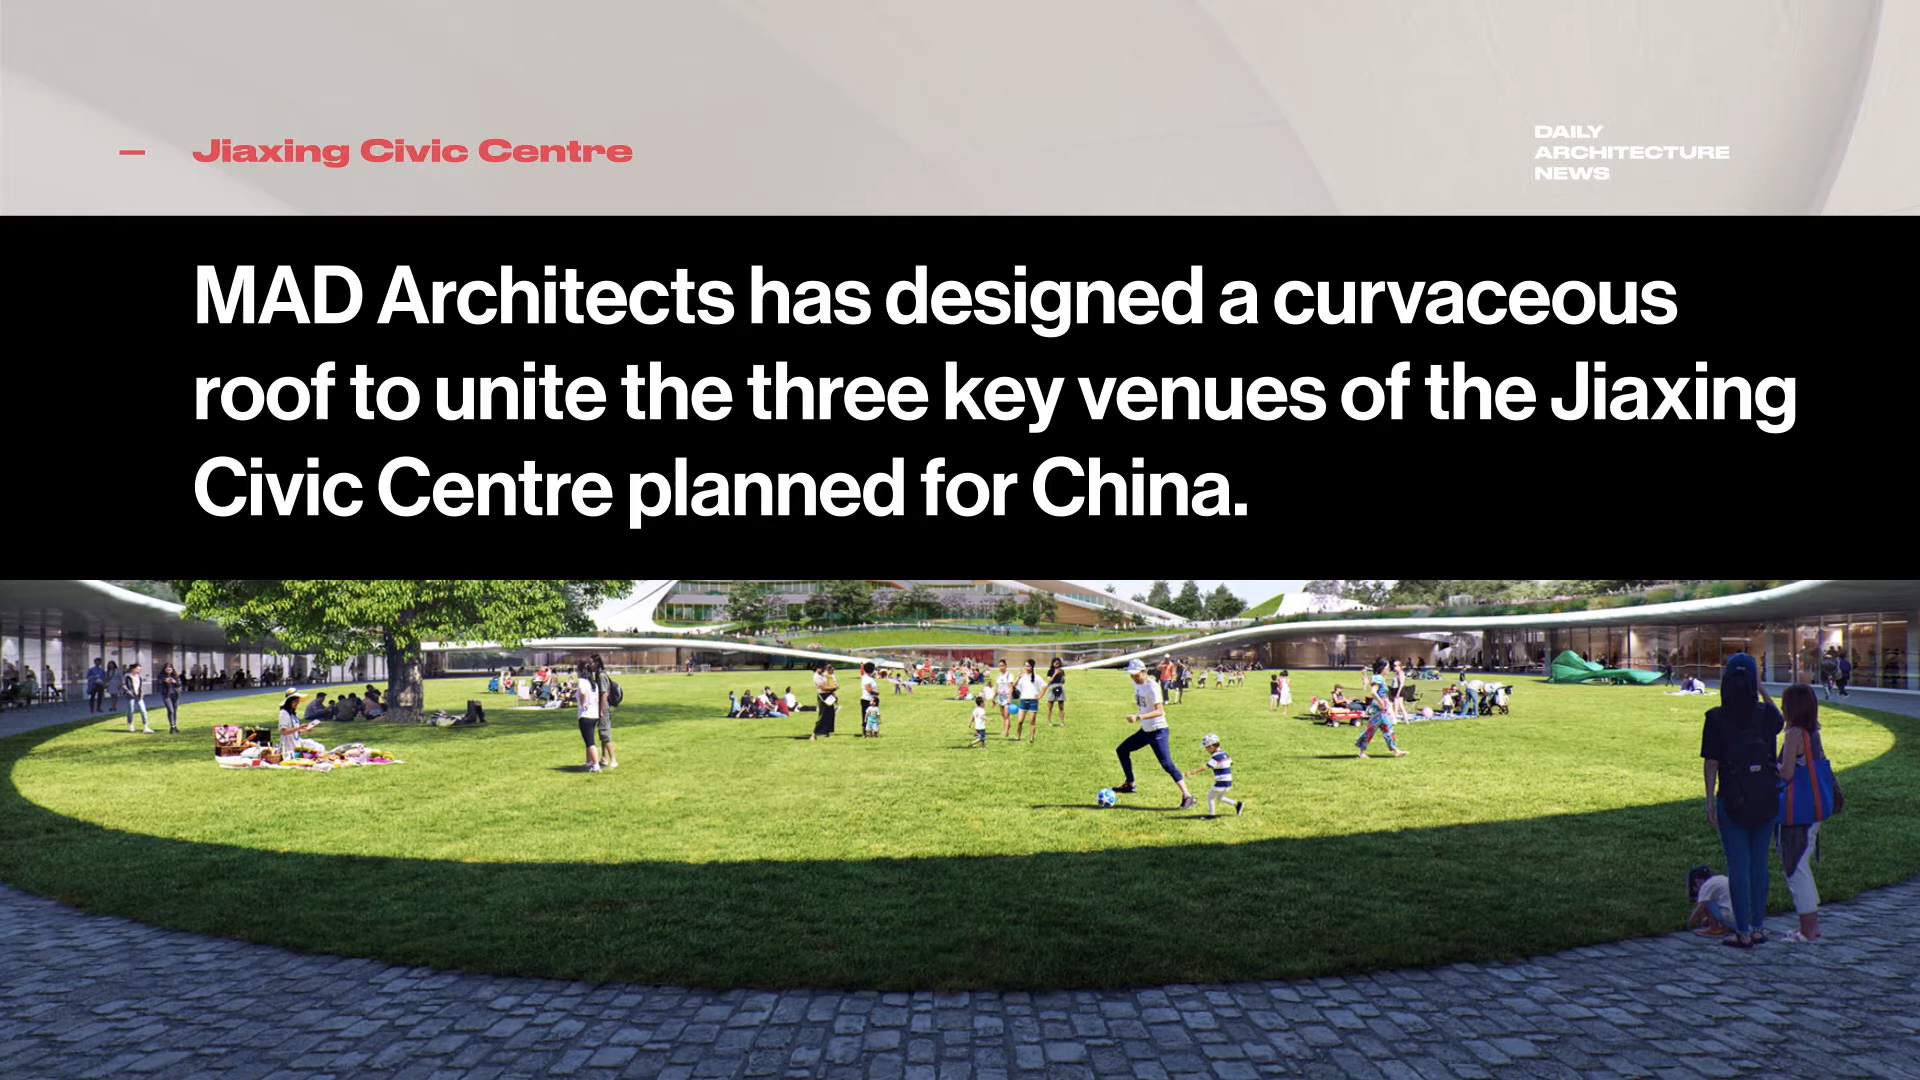 — Jiaxing Civic Centre
DAILY
ARCHITECTURE
NEWS
MAD Architects has designed a curvaceous
roof to unite the three key venues of the Jiaxing
Civic Centre planned for China.